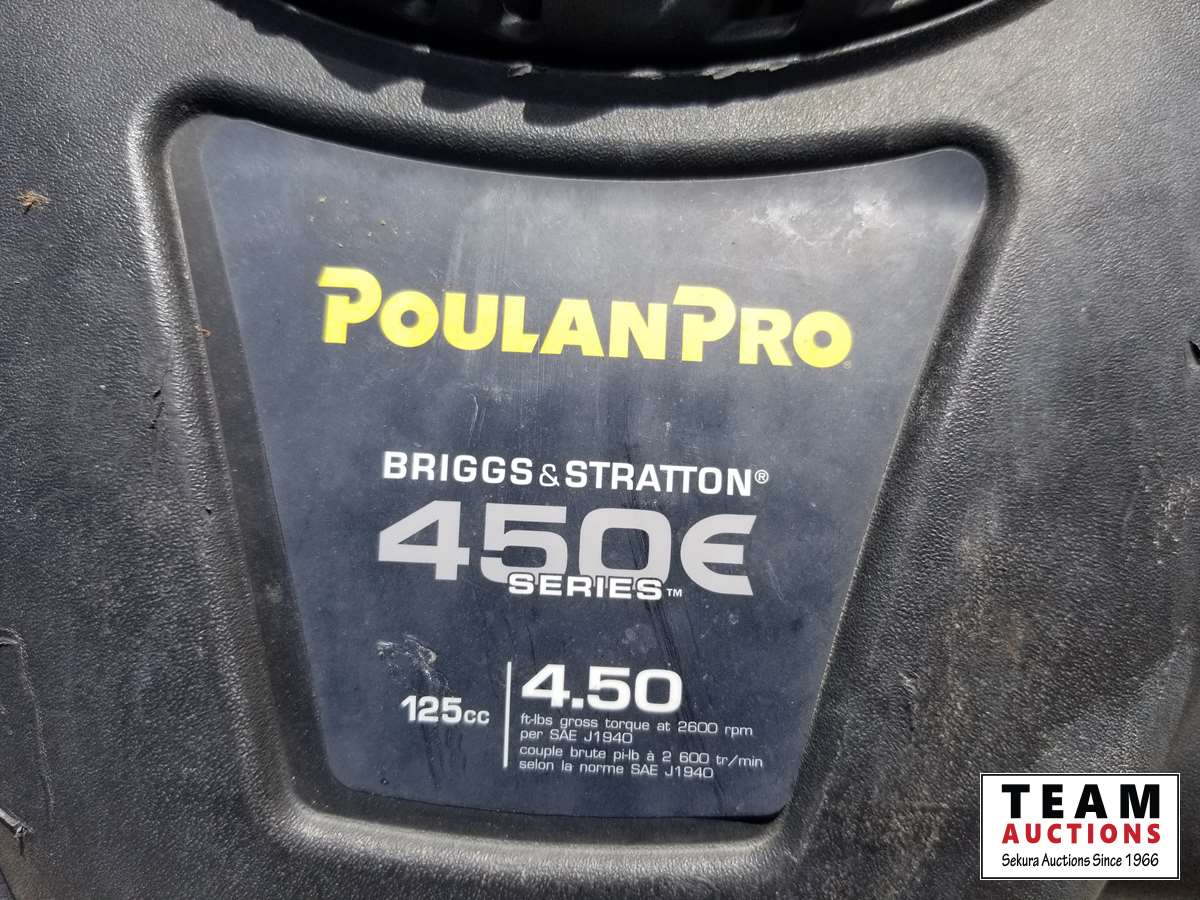 POULANPRO®
BRIGGS & STRATTON®
450E
SERIES™
125cc
4.50
ft-lbs gross torque at 2600 rpm
per SAE J1940
couple brute pi-lb à 2 600 tr/min
selon la norme SAE J1940
TEAM
AUCTIONS
Sekura Auctions Since 1966